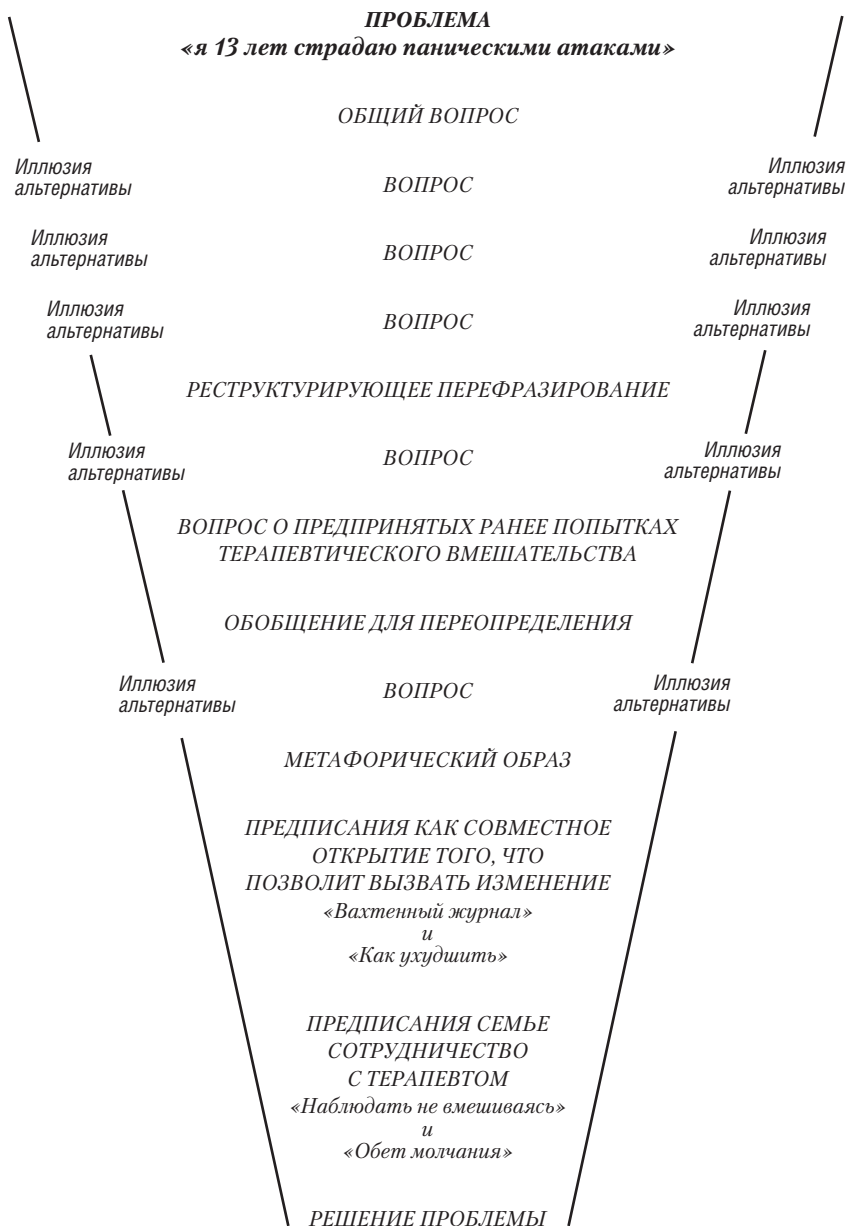 ПРОБЛЕМА
«я 13 лет страдаю паническими атаками»
ОБЩИЙ ВОПРОС
Иллюзия
альтернативы
ВОПРОС
Иллюзия
альтернативы
Иллюзия
альтернативы
ВОПРОС
Иллюзия
альтернативы
Иллюзия
альтернативы
ВОПРОС
Иллюзия
альтернативы
РЕСТРУКТУРИРУЮЩЕЕ ПЕРЕФРАЗИРОВАНИЕ
Иллюзия
альтернативы
ВОПРОС
Иллюзия
альтернативы
ВОПРОС О ПРЕДПРИНЯТЫХ РАНЕЕ ПОПЫТКАХ
ТЕРАПЕВТИЧЕСКОГО ВМЕШАТЕЛЬСТВА
ОБОБЩЕНИЕ ДЛЯ ПЕРЕОПРЕДЕЛЕНИЯ
Иллюзия
альтернативы
ВОПРОС
Иллюзия
альтернативы
МЕТАФОРИЧЕСКИЙ ОБРАЗ
ПРЕДПИСАНИЯ КАК СОВМЕСТНОЕ
ОТКРЫТИЕ ТОГО, ЧТО
ПОЗВОЛИТ ВЫЗВАТЬ ИЗМЕНЕНИЕ
«Вахтенный журнал»
и
«Как ухудшить»
ПРЕДПИСАНИЯ СЕМЬЕ
СОТРУДНИЧЕСТВО
С ТЕРАПЕВТОМ
«Наблюдать не вмешиваясь»
и
«Обет молчания»
РЕШЕНИЕ ПРОБЛЕМЫ